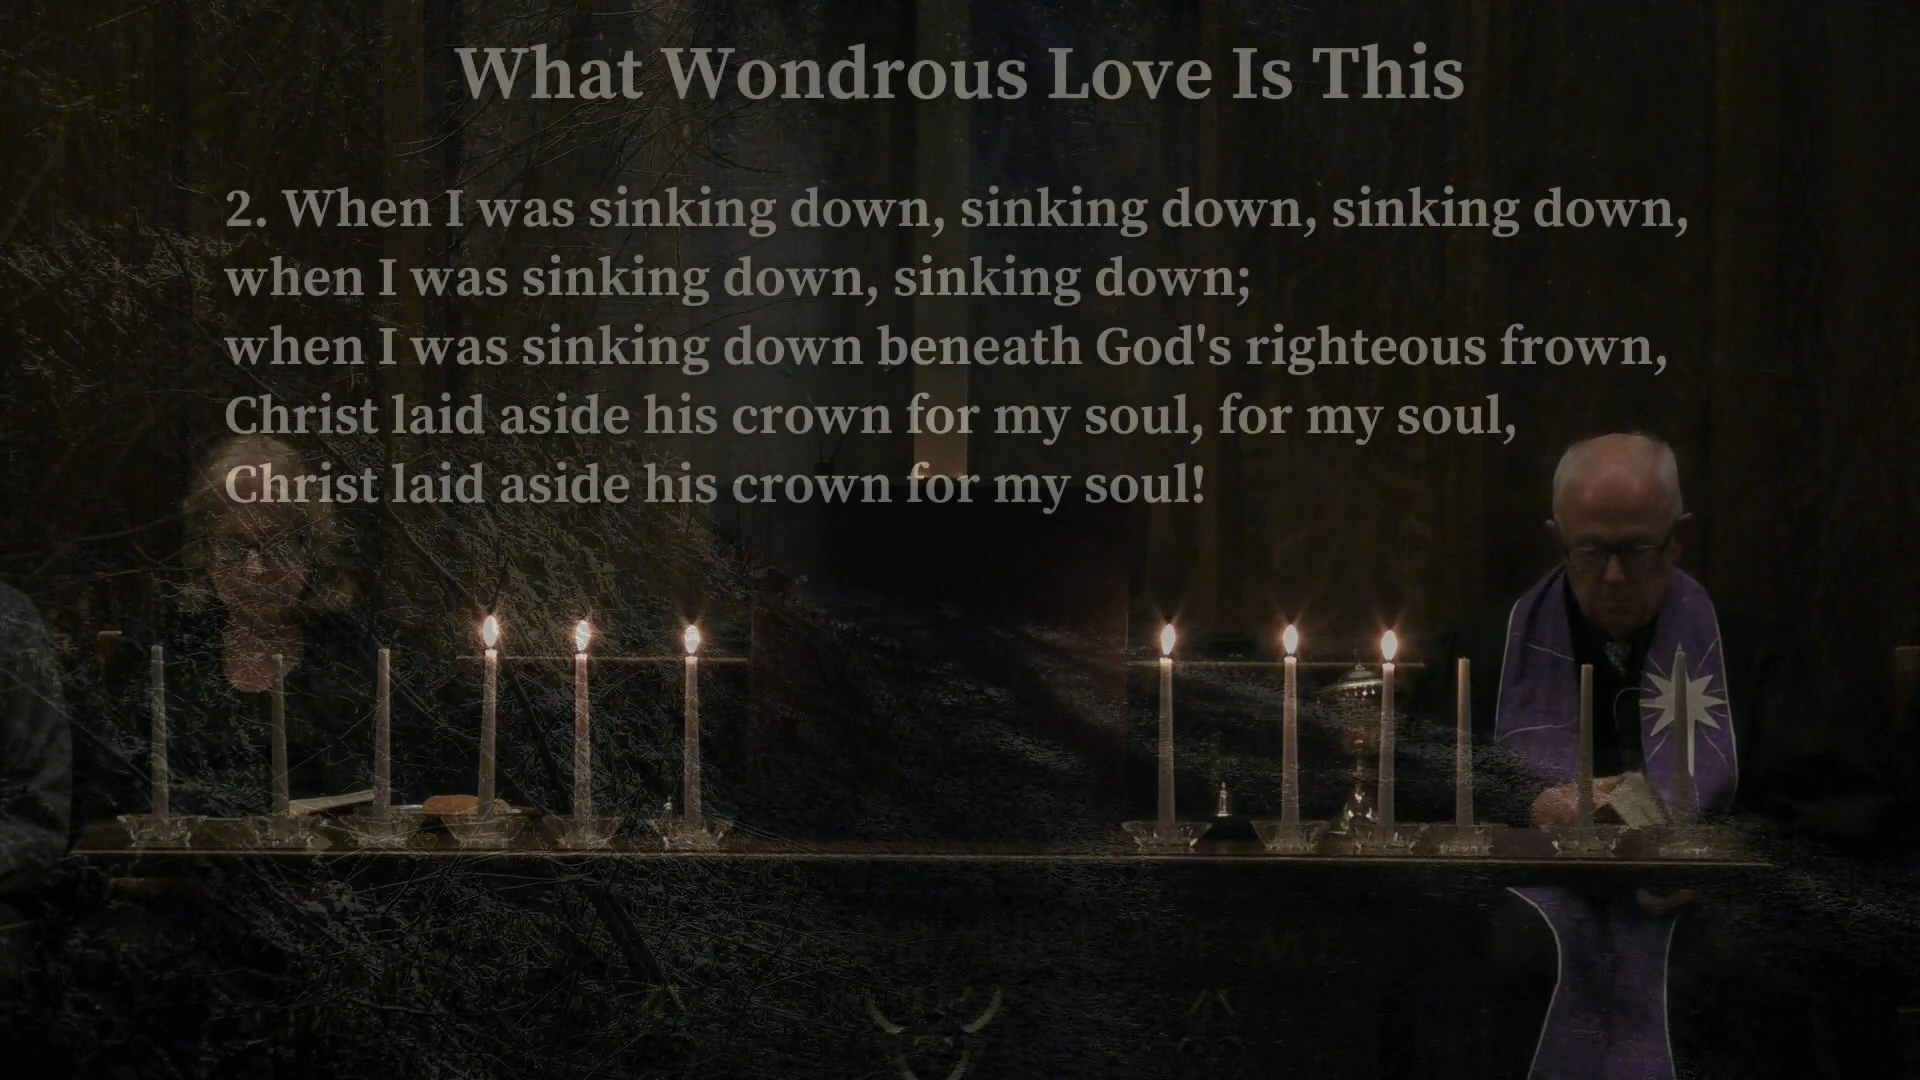 What Wondrous Love Is This
2. When I was sinking down, sinking down, sinking down,
when I was sinking down, sinking down;
when I was sinking down beneath God's righteous frown,
Christ laid aside his crown for my soul, for my soul,
Christ laid aside his crown for my soul!